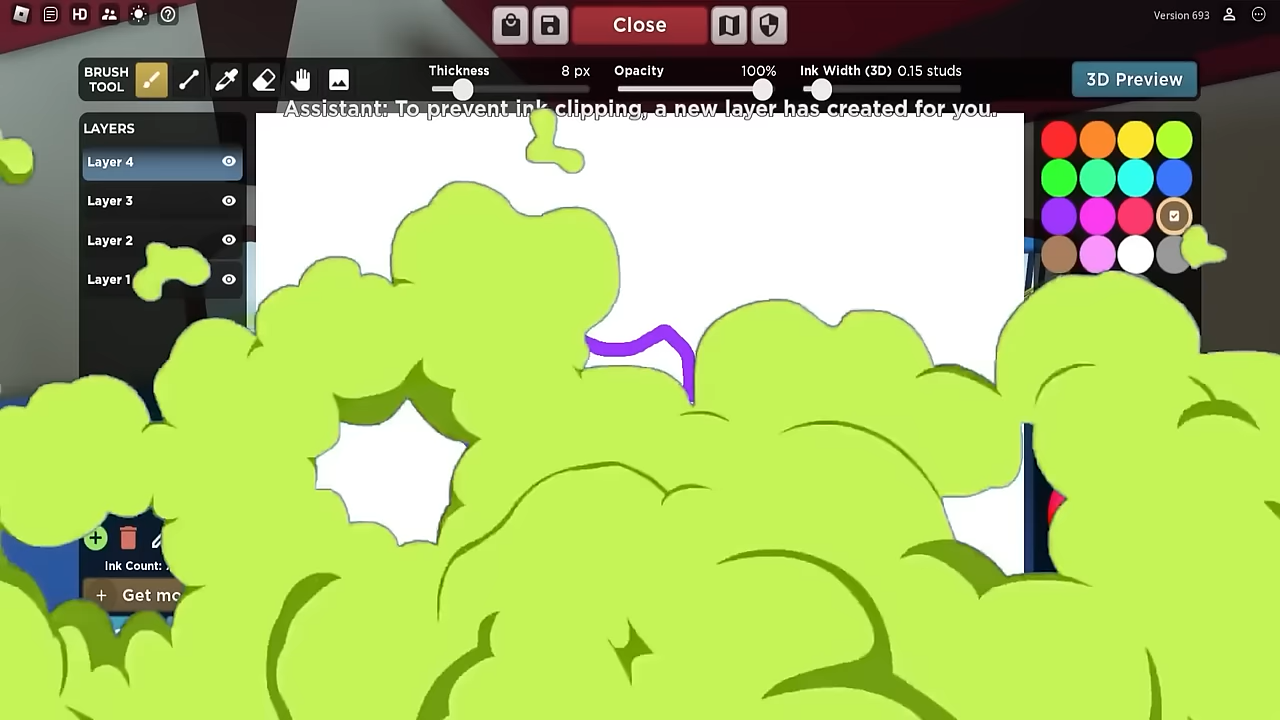 HD
Close
Version 693
BRUSH
TOOL
Thickness 8 px
Opacity 100%
Ink Width (3D) 0.15 studs
3D Preview
Assistant: To prevent ink clipping, a new layer has created for you.
LAYERS
Layer 4
Layer 3
Layer 2
Layer 1
Ink Count:
+ Get mo